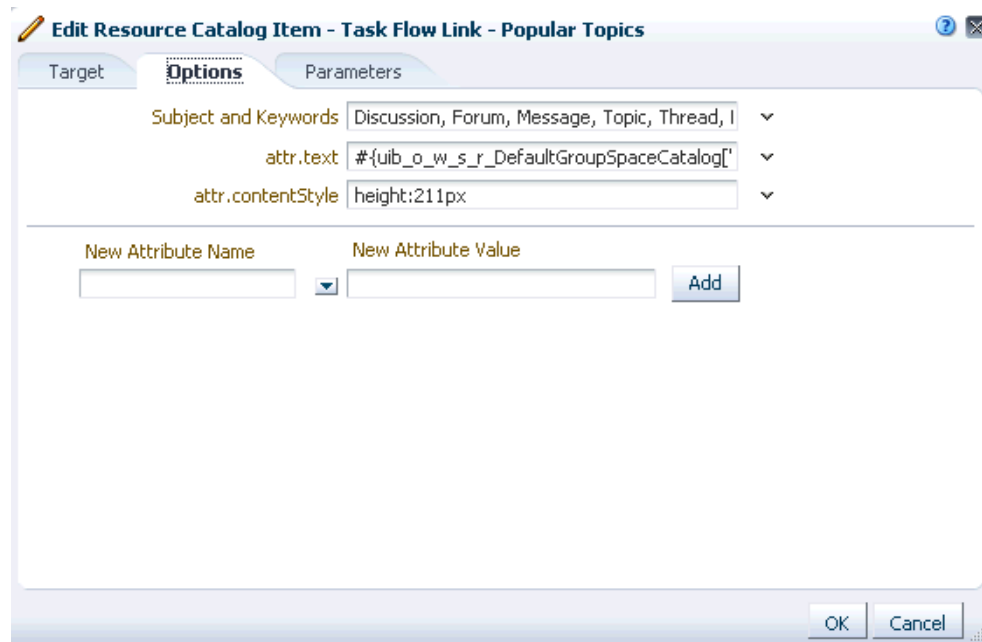 Edit Resource Catalog Item - Task Flow Link - Popular Topics
Target Options Parameters
Subject and Keywords Discussion, Forum, Message, Topic, Thread, I
attr.text #{uib_o_w_s_r_DefaultGroupSpaceCatalog['
attr.contentStyle height:211px
New Attribute Name New Attribute Value
Add
OK Cancel